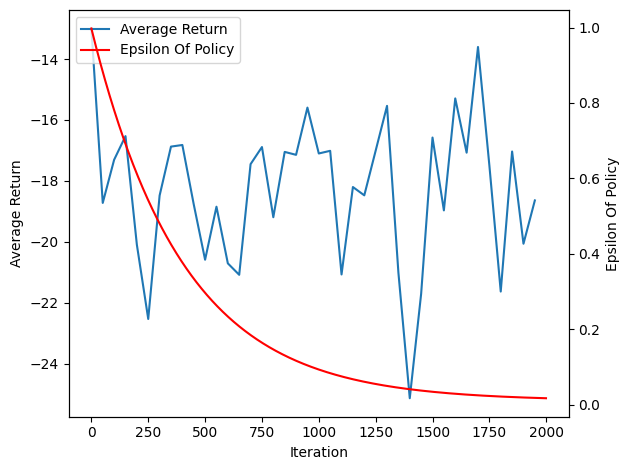 Average Return
Epsilon Of Policy
−14
−16
−18
−20
−22
−24
Average Return
1.0
0.8
0.6
0.4
0.2
0.0
Epsilon Of Policy
0 250 500 750 1000 1250 1500 1750 2000
Iteration